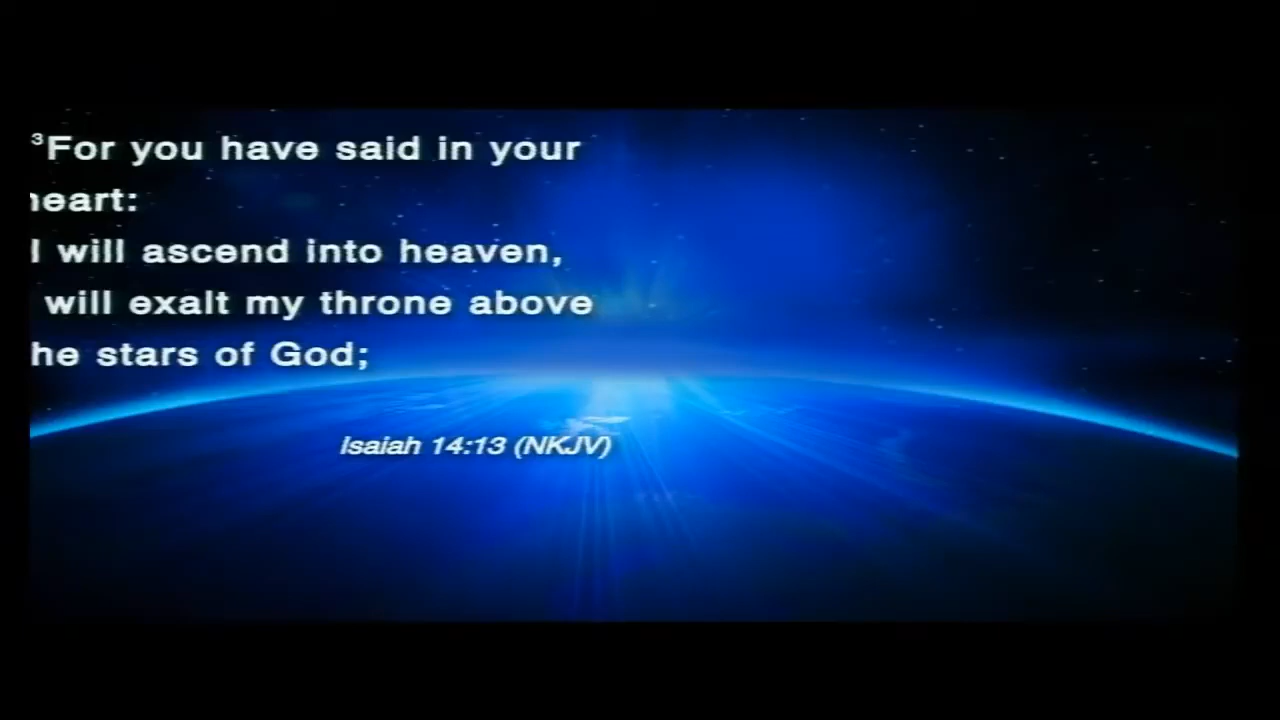 ³For you have said in your
heart:
I will ascend into heaven,
will exalt my throne above
he stars of God;
Isaiah 14:13 (NKJV)